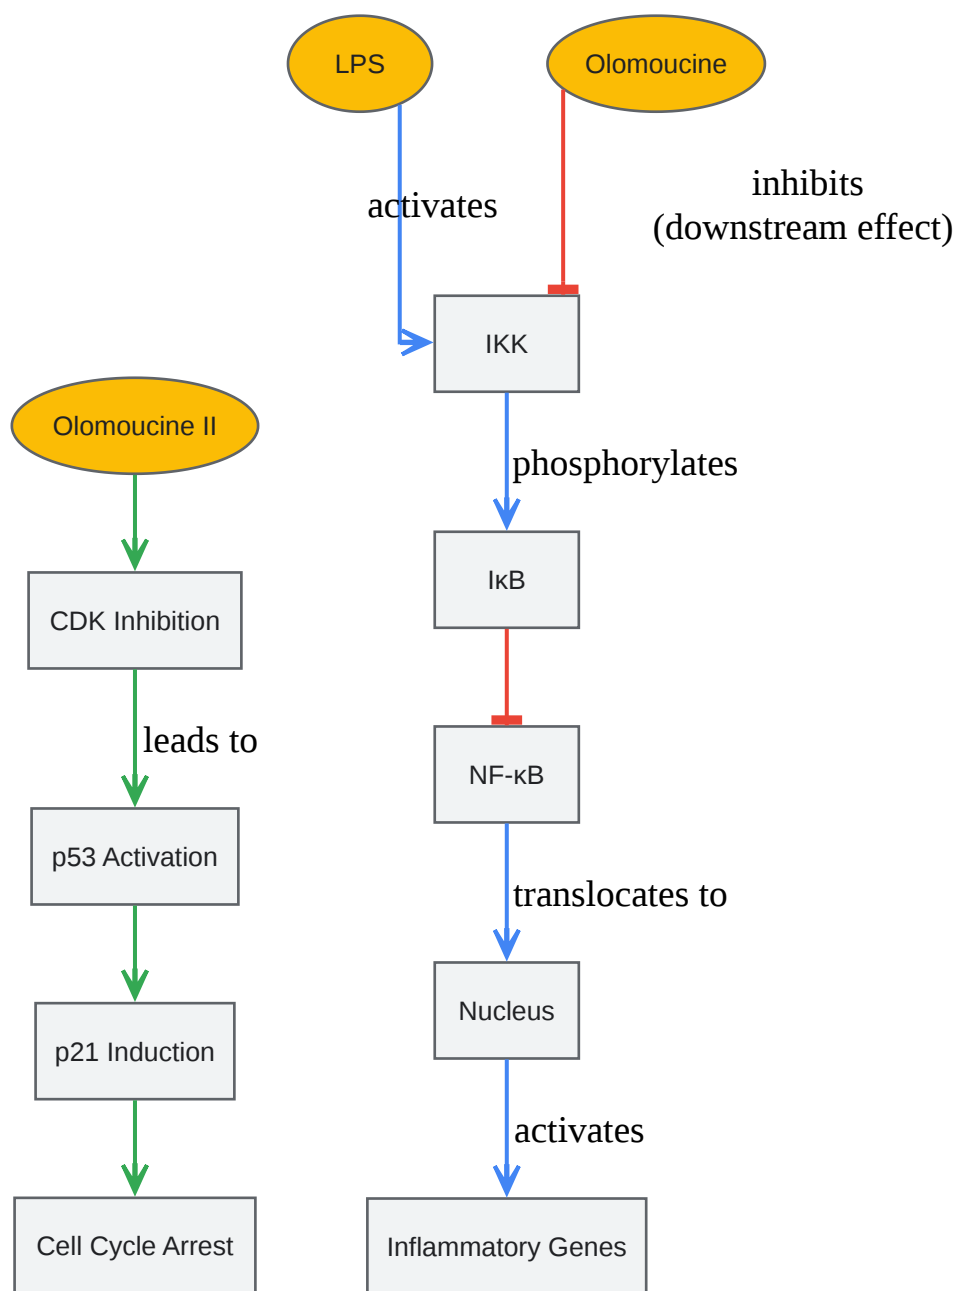 LPS
Olomoucine
activates
inhibits
(downstream effect)
IKK
Olomoucine II
phosphorylates
IκB
CDK Inhibition
leads to
NF-κB
p53 Activation
translocates to
Nucleus
p21 Induction
activates
Cell Cycle Arrest
Inflammatory Genes